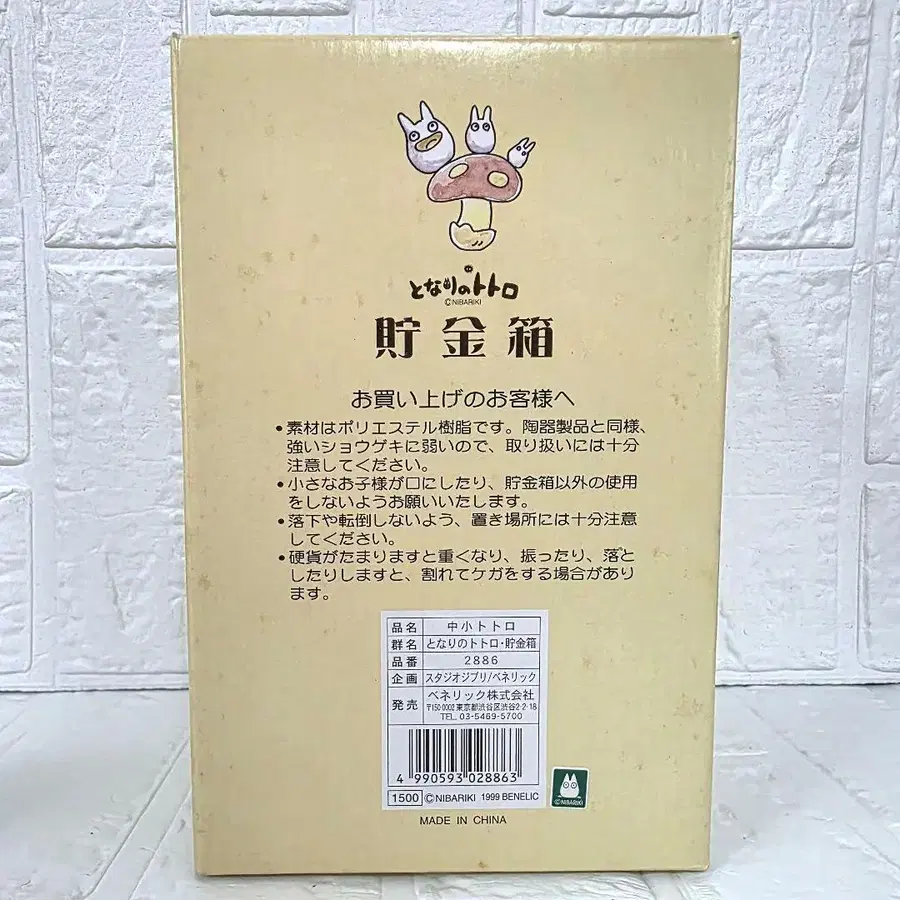 となりのトトロ
©NIBARIKI
貯金箱
お買い上げのお客様へ
•素材はポリエステル樹脂です。陶器製品と同様、
強いショウゲキに弱いので、取り扱いには十分
注意してください。
•小さなお子様が口にしたり、貯金箱以外の使用
をしないようお願いいたします。
•落下や転倒しないよう、置き場所には十分注意
してください。
•硬貨がたまりますと重くなり、振ったり、落と
したりしますと、割れてケガをする場合があり
ます。
品名 中小トトロ
群名 となりのトトロ・貯金箱
品番 2886
企画 スタジオジブリ/ベネリック
発売 ベネリック株式会社
〒150 0002 東京都渋谷区渋谷2-2-18
TEL. 03-5469-5700
4 990593 028863
1500 ©NIBARIKI 1999 BENELIC
©NIBARIKI
MADE IN CHINA